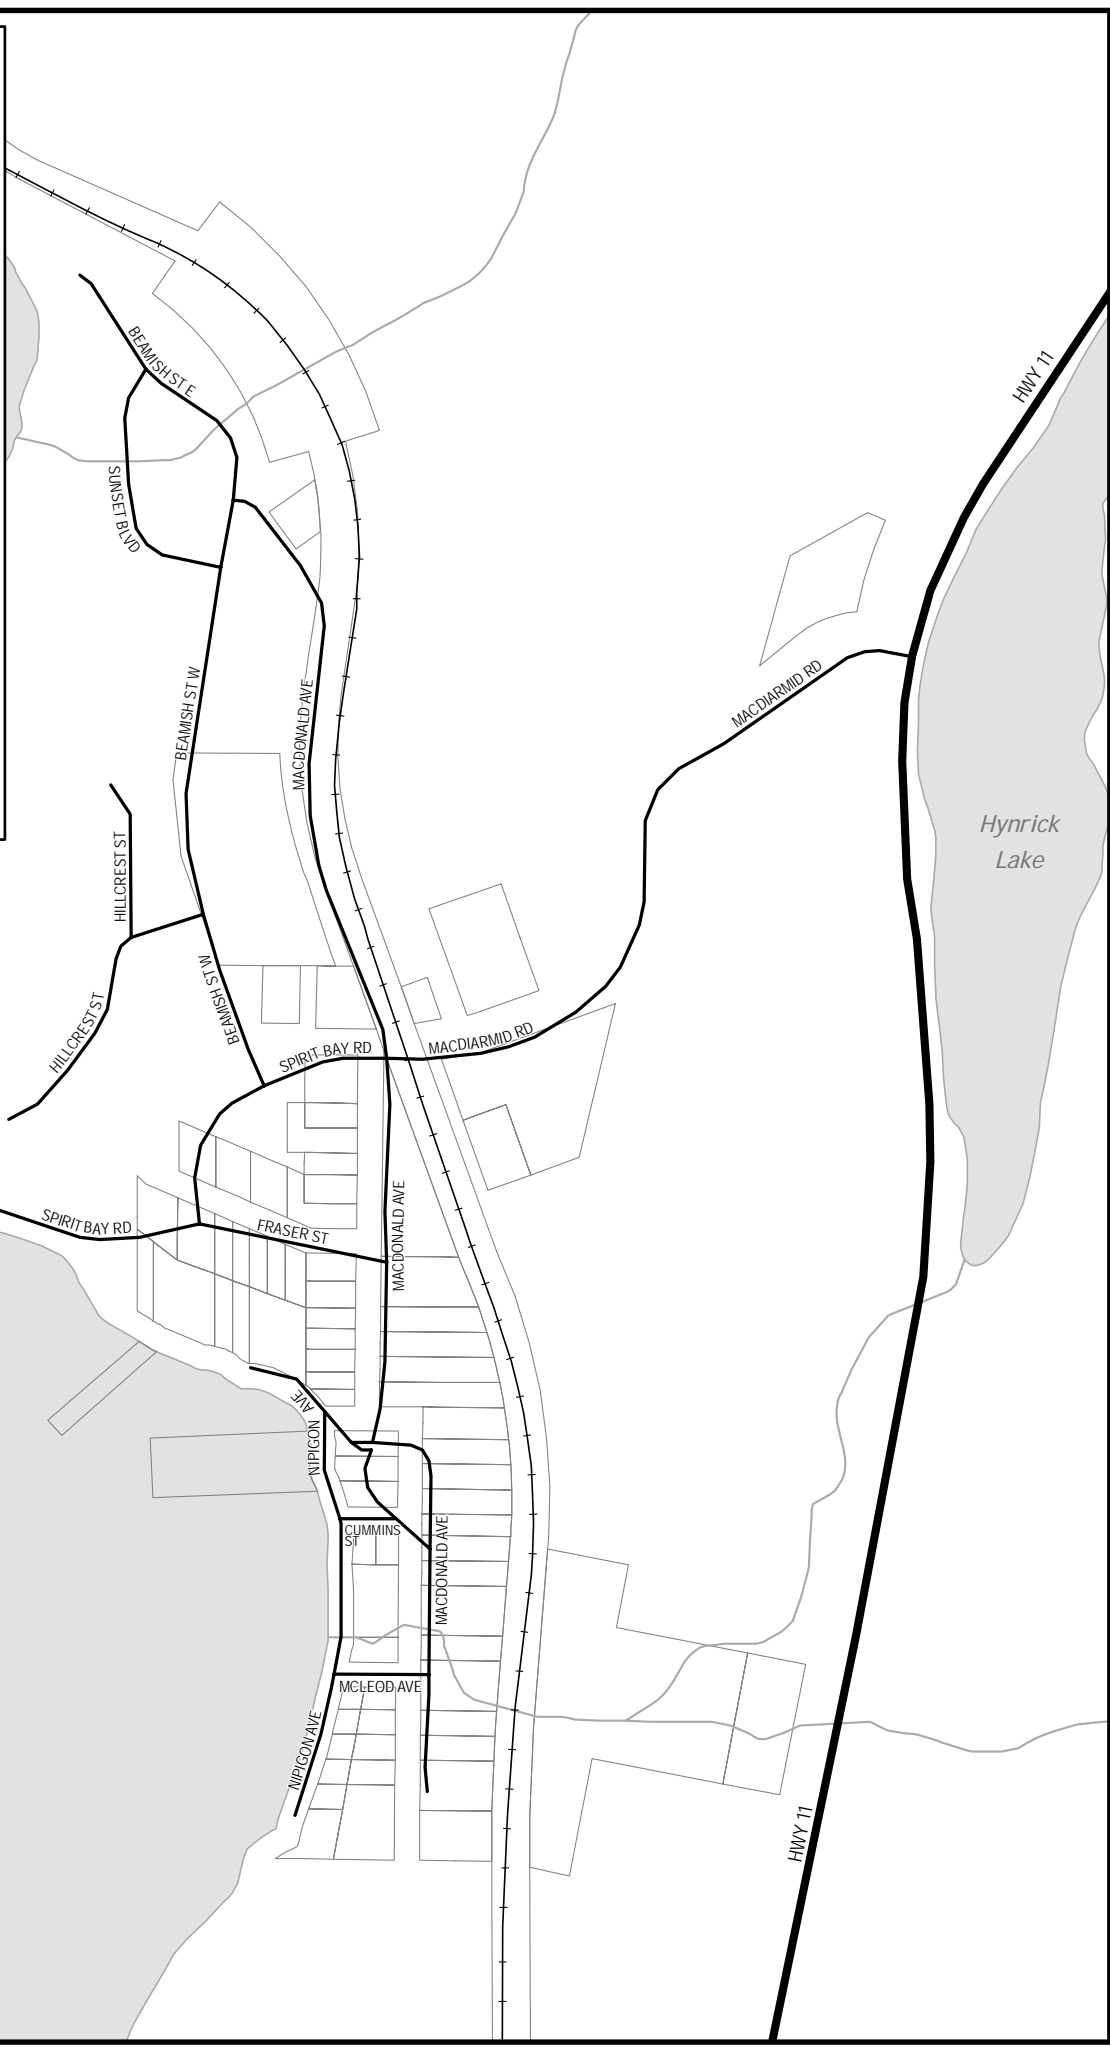 BEAMISH ST E
HWY 11
SUNSET BLVD
BEAMISH ST W
MACDONALD AVE
MACDIARMID RD
Hynrick
Lake
HILLCREST ST
BEAMISH ST W
HILLCREST ST
SPIRIT BAY RD
MACDIARMID RD
MACDONALD AVE
SPIRIT BAY RD
FRASER ST
AVE
NIPIGON
CUMMINS
ST
MACDONALD AVE
MCLEOD AVE
NIPIGON AVE
HWY 11